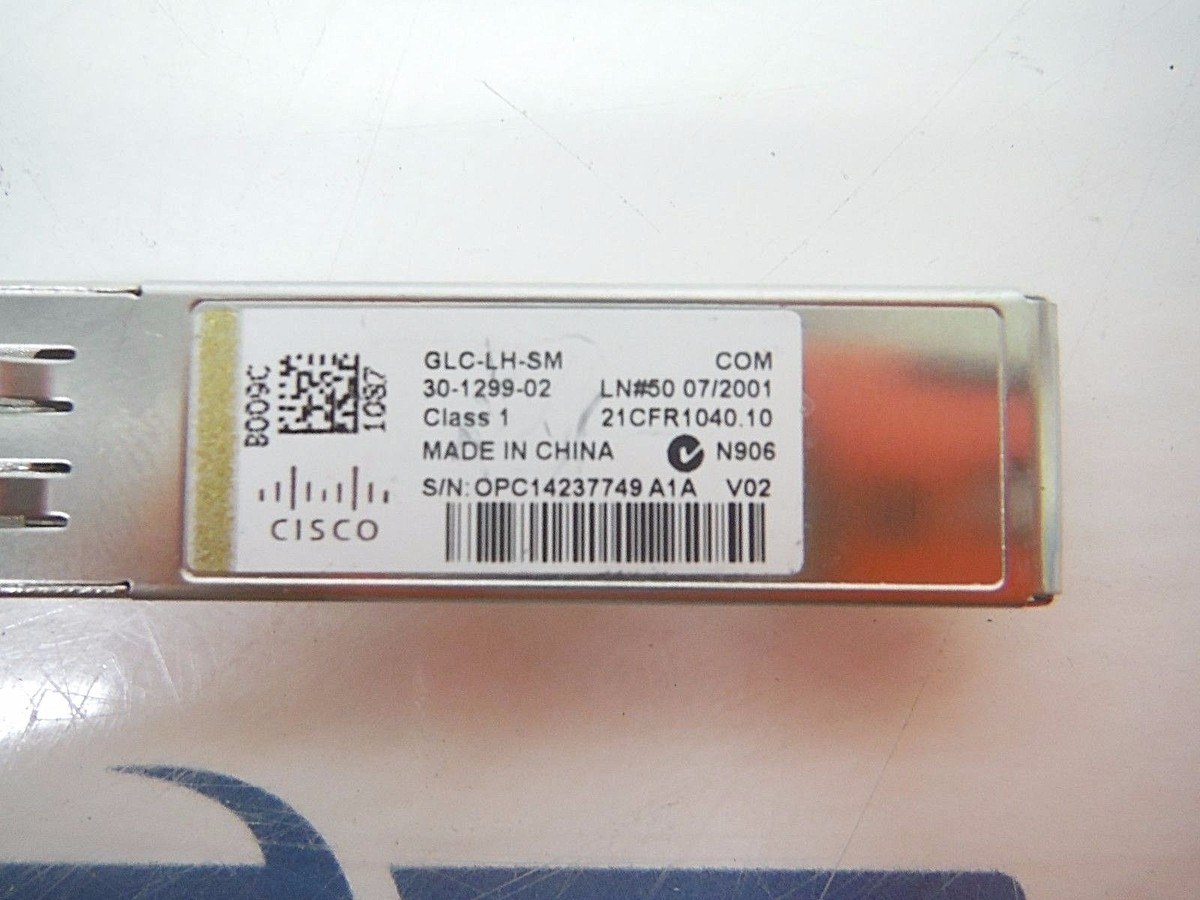 B009C
1087
CISCO
GLC-LH-SM COM
30-1299-02 LN#50 07/2001
Class 1 21CFR1040.10
MADE IN CHINA N906
S/N: OPC14237749 A1A V02